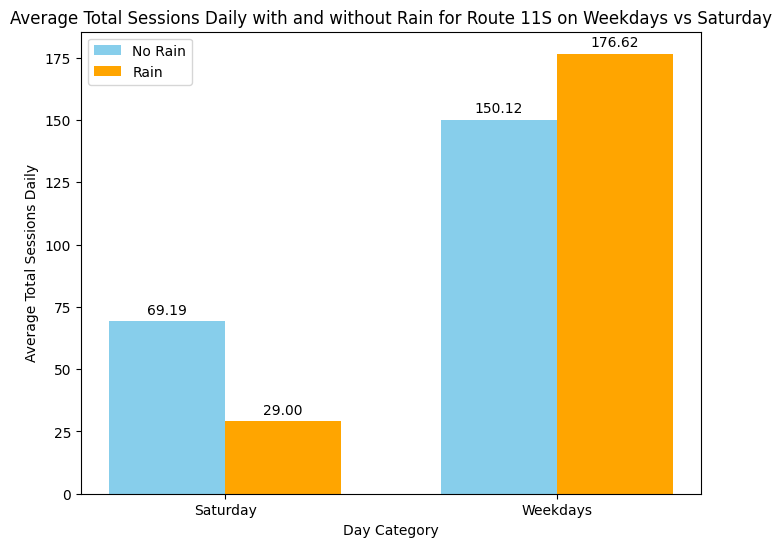 Average Total Sessions Daily with and without Rain for Route 11S on Weekdays vs Saturday
No Rain
Rain
176.62
150.12
69.19
29.00
175
150
125
100
75
50
25
0
Average Total Sessions Daily
Saturday
Weekdays
Day Category